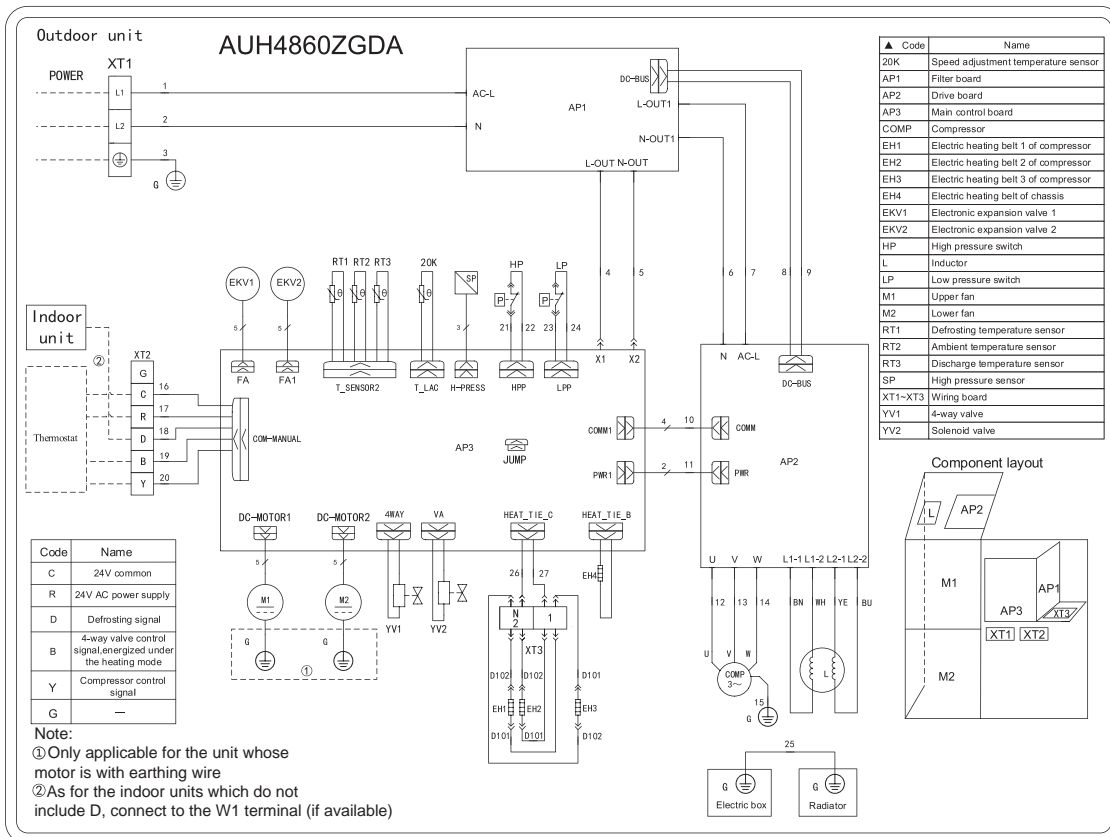 Outdoor unit
AUH4860ZGDA
POWER
XT1
L1
L2
1
2
3
G
AC-L
N
AP1
DC-BUS
L-OUT1
N-OUT1
L-OUT N-OUT
4
5
6
7
8
9
▲ Code Name
20K Speed adjustment temperature sensor
AP1 Filter board
AP2 Drive board
AP3 Main control board
COMP Compressor
EH1 Electric heating belt 1 of compressor
EH2 Electric heating belt 2 of compressor
EH3 Electric heating belt 3 of compressor
EH4 Electric heating belt of chassis
EKV1 Electronic expansion valve 1
EKV2 Electronic expansion valve 2
HP High pressure switch
L Inductor
LP Low pressure switch
M1 Upper fan
M2 Lower fan
RT1 Defrosting temperature sensor
RT2 Ambient temperature sensor
RT3 Discharge temperature sensor
SP High pressure sensor
XT1~XT3 Wiring board
YV1 4-way valve
YV2 Solenoid valve
EKV1
EKV2
RT1 RT2 RT3
θ θ θ
20K
θ
SP
HP
P
LP
P
5
5
3
21 22
23 24
FA
FA1
T_SENSOR2
T_LAC
H-PRESS
HPP
LPP
X1
X2
Indoor
unit
②
XT2
G
C 16
R 17
D 18
B 19
Y 20
Thermostat
COM-MANUAL
AP3
JUMP
COMM1
4 10
COMM
PWR1
2 11
PWR
N AC-L
DC-BUS
AP2
U V W L1-1 L1-2 L2-1 L2-2
DC-MOTOR1
DC-MOTOR2
4WAY
VA
HEAT_TIE_C
HEAT_TIE_B
5
5
M1
M2
G
G
①
YV1
YV2
26 27
EH4
N
2
1
XT3
D102 D102 D101
EH1 EH2 EH3
D101 D101 D102
12 13 14
BN WH YE BU
U V W
COMP
3~
L
15
G
25
G
Electric box
G
Radiator
Component layout
L
AP2
M1
AP3
AP1
XT3
XT1 XT2
M2
Code Name
C 24V common
R 24V AC power supply
D Defrosting signal
B 4-way valve control
signal,energized under
the heating mode
Y Compressor control
signal
G —
Note:
①Only applicable for the unit whose
motor is with earthing wire
②As for the indoor units which do not
include D, connect to the W1 terminal (if available)